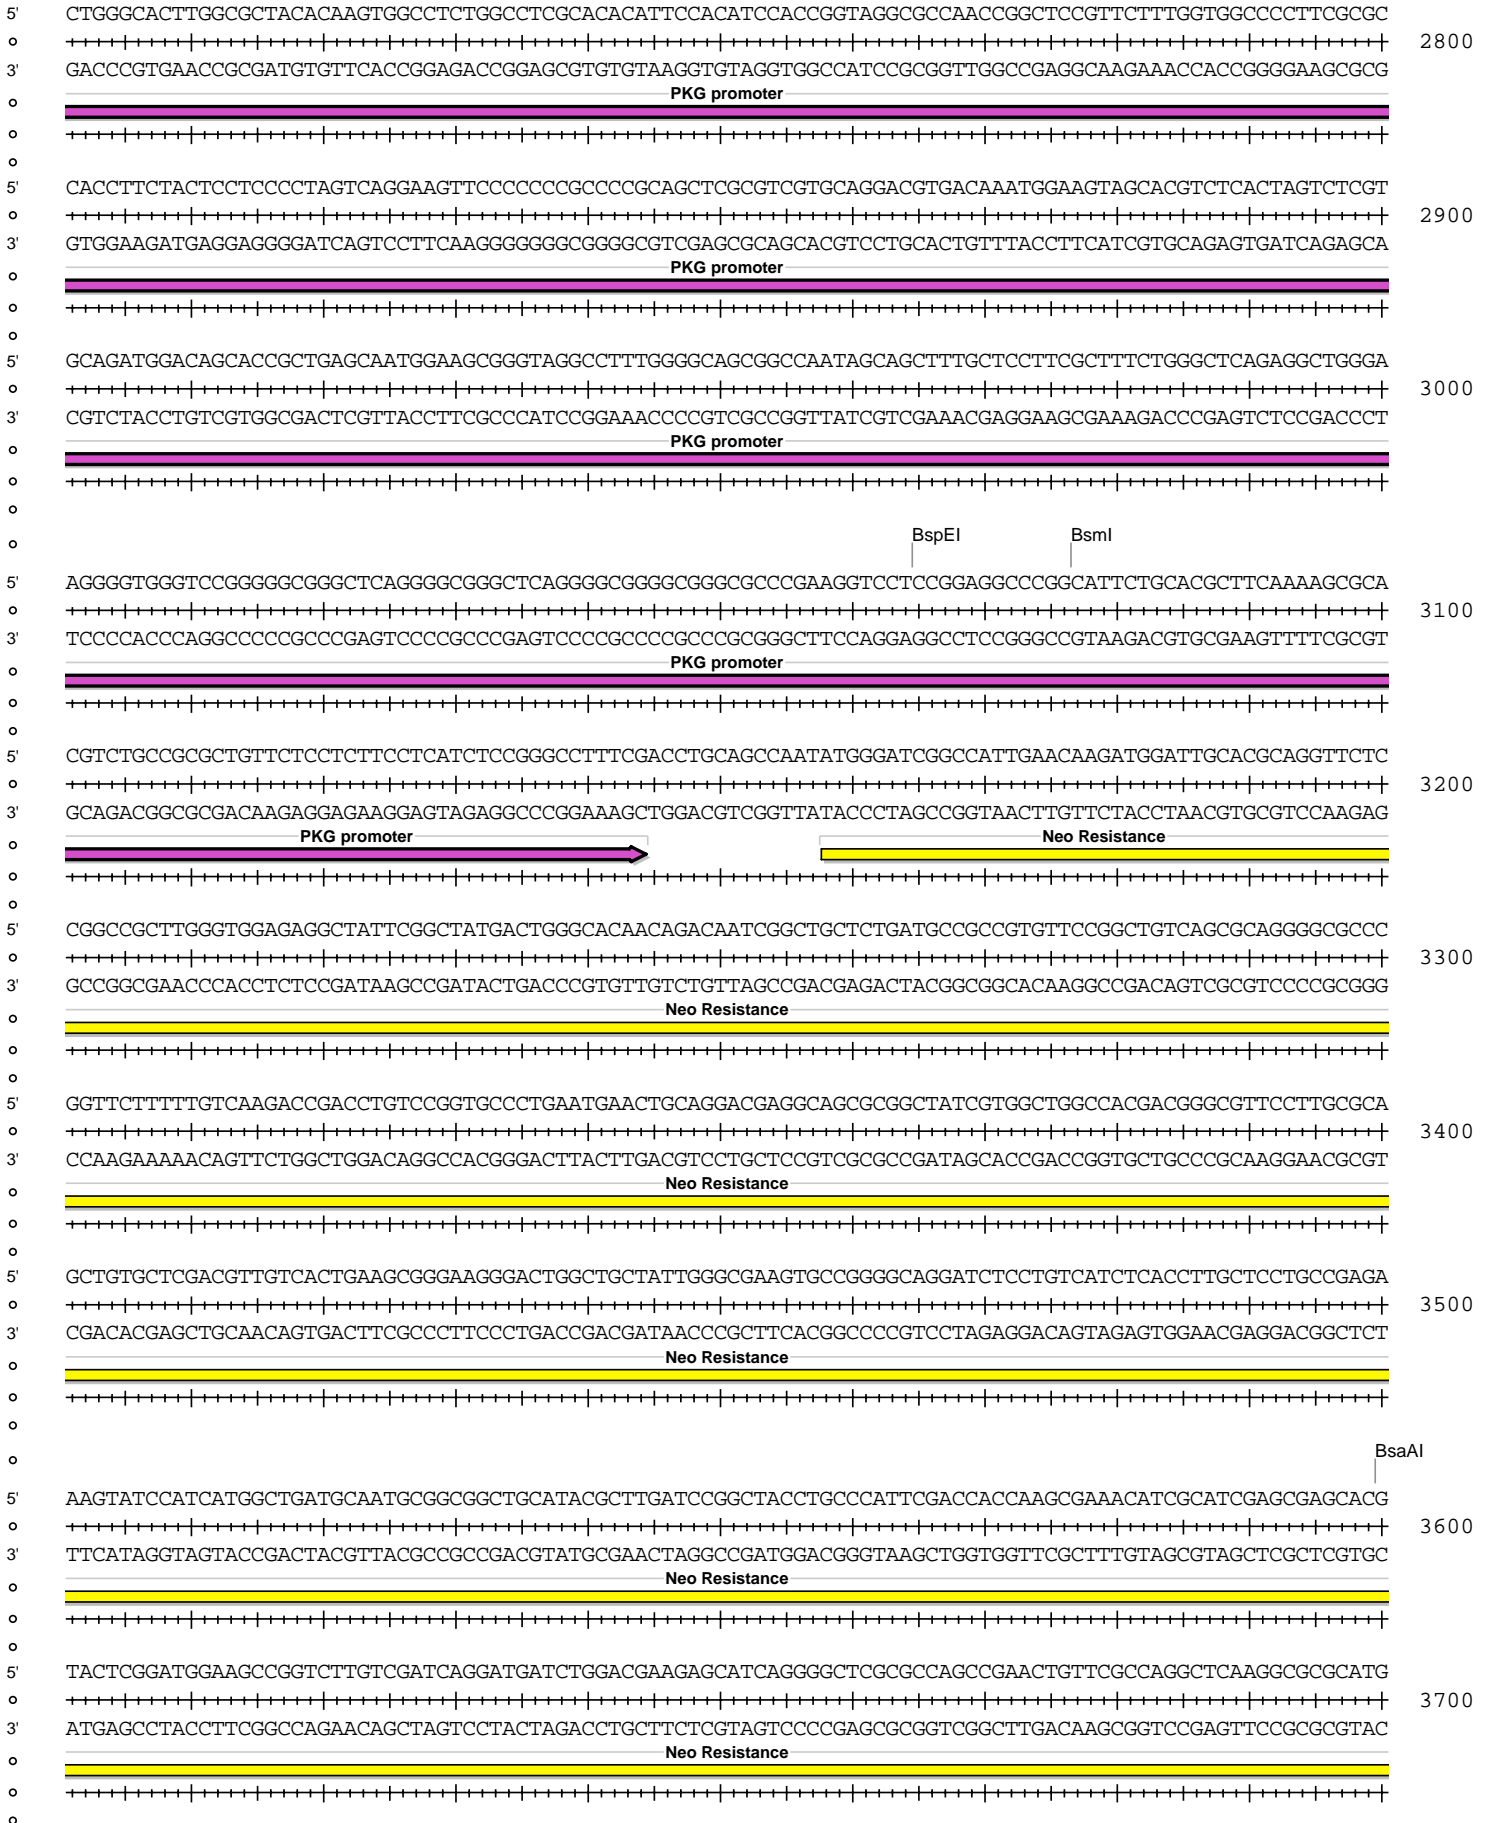 5' CTGGGCACTTGGCGCTACACAAGTGGCCTCTGGCCTCGCACACATTCCACATCCACCGGTAGGCGCCAACCGGCTCCGTTCTTTGGTGGCCCCTTCGCGC
2800
3' GACCCGTGAACCGCGATGTGTTCACCGGAGACCGGAGCGTGTGTAAGGTGTAGGTGGCCATCCGCGGTTGGCCGAGGCAAGAAACCACCGGGGAAGCGCG
PKG promoter
5' CACCTTCTACTCCTCCCCTAGTCAGGAAGTTCCCCCCCGCCCCGCAGCTCGCGTCGTGCAGGACGTGACAAATGGAAGTAGCACGTCTCACTAGTCTCGT
2900
3' GTGGAAGATGAGGAGGGGATCAGTCCTTCAAGGGGGGGCGGGGCGTCGAGCGCAGCACGTCCTGCACTGTTTACCTTCATCGTGCAGAGTGATCAGAGCA
PKG promoter
5' GCAGATGGACAGCACCGCTGAGCAATGGAAGCGGGTAGGCCTTTGGGGCAGCGGCCAATAGCAGCTTTGCTCCTTCGCTTTCTGGGCTCAGAGGCTGGGA
3000
3' CGTCTACCTGTCGTGGCGACTCGTTACCTTCGCCCATCCGGAAACCCCGTCGCCGGTTATCGTCGAAACGAGGAAGCGAAAGACCCGAGTCTCCGACCCT
PKG promoter
BspEI BsmI
5' AGGGGTGGGTCCGGGGGCGGGCTCAGGGGCGGGCTCAGGGGCGGGGCGGGCGCCCGAAGGTCCTCCGGAGGCCCGGCATTCTGCACGCTTCAAAAGCGCA
3100
3' TCCCCACCCAGGCCCCCGCCCGAGTCCCCGCCCGAGTCCCCGCCCCGCCCGCGGGCTTCCAGGAGGCCTCCGGGCCGTAAGACGTGCGAAGTTTTCGCGT
PKG promoter
5' CGTCTGCCGCGCTGTTCTCCTCTTCCTCATCTCCGGGCCTTTCGACCTGCAGCCAATATGGGATCGGCCATTGAACAAGATGGATTGCACGCAGGTTCTC
3200
3' GCAGACGGCGCGACAAGAGGAGAAGGAGTAGAGGCCCGGAAAGCTGGACGTCGGTTATACCCTAGCCGGTAACTTGTTCTACCTAACGTGCGTCCAAGAG
PKG promoter Neo Resistance
5' CGGCCGCTTGGGTGGAGAGGCTATTCGGCTATGACTGGGCACAACAGACAATCGGCTGCTCTGATGCCGCCGTGTTCCGGCTGTCAGCGCAGGGGCGCCC
3300
3' GCCGGCGAACCCACCTCTCCGATAAGCCGATACTGACCCGTGTTGTCTGTTAGCCGACGAGACTACGGCGGCACAAGGCCGACAGTCGCGTCCCCGCGGG
Neo Resistance
5' GGTTCTTTTTGTCAAGACCGACCTGTCCGGTGCCCTGAATGAACTGCAGGACGAGGCAGCGCGGCTATCGTGGCTGGCCACGACGGGCGTTCCTTGCGCA
3400
3' CCAAGAAAAACAGTTCTGGCTGGACAGGCCACGGGACTTACTTGACGTCCTGCTCCGTCGCGCCGATAGCACCGACCGGTGCTGCCCGCAAGGAACGCGT
Neo Resistance
5' GCTGTGCTCGACGTTGTCACTGAAGCGGGAAGGGACTGGCTGCTATTGGGCGAAGTGCCGGGGCAGGATCTCCTGTCATCTCACCTTGCTCCTGCCGAGA
3500
3' CGACACGAGCTGCAACAGTGACTTCGCCCTTCCCTGACCGACGATAACCCGCTTCACGGCCCCGTCCTAGAGGACAGTAGAGTGGAACGAGGACGGCTCT
Neo Resistance
BsaAI
5' AAGTATCCATCATGGCTGATGCAATGCGGCGGCTGCATACGCTTGATCCGGCTACCTGCCCATTCGACCACCAAGCGAAACATCGCATCGAGCGAGCACG
3600
3' TTCATAGGTAGTACCGACTACGTTACGCCGCCGACGTATGCGAACTAGGCCGATGGACGGGTAAGCTGGTGGTTCGCTTTGTAGCGTAGCTCGCTCGTGC
Neo Resistance
5' TACTCGGATGGAAGCCGGTCTTGTCGATCAGGATGATCTGGACGAAGAGCATCAGGGGCTCGCGCCAGCCGAACTGTTCGCCAGGCTCAAGGCGCGCATG
3700
3' ATGAGCCTACCTTCGGCCAGAACAGCTAGTCCTACTAGACCTGCTTCTCGTAGTCCCCGAGCGCGGTCGGCTTGACAAGCGGTCCGAGTTCCGCGCGTAC
Neo Resistance